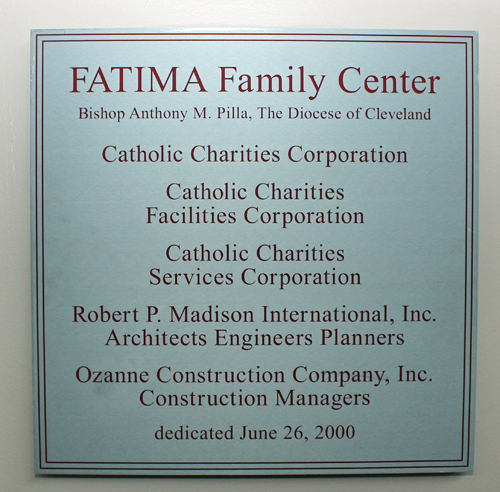 FATIMA Family Center
Bishop Anthony M. Pilla, The Diocese of Cleveland
Catholic Charities Corporation
Catholic Charities
Facilities Corporation
Catholic Charities
Services Corporation
Robert P. Madison International, Inc.
Architects Engineers Planners
Ozanne Construction Company, Inc.
Construction Managers
dedicated June 26, 2000